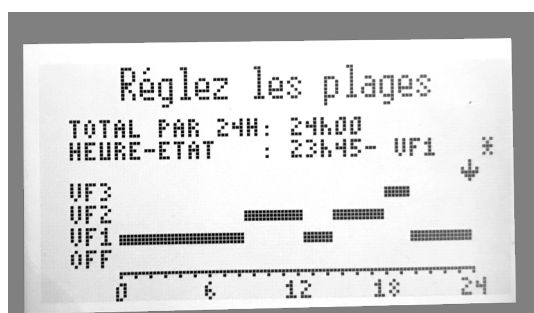 Réglez les plages
TOTAL PAR 24H: 24h00
HEURE-ETAT : 23h45- VF1 *
VF3
VF2
VF1
OFF
0 6 12 18 24